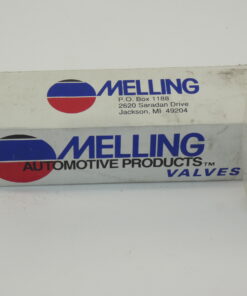 MELLING
P.O. Box 1188
2620 Saradan Drive
Jackson, MI 49204
MELLING
AUTOMOTIVE PRODUCTS™
VALVES